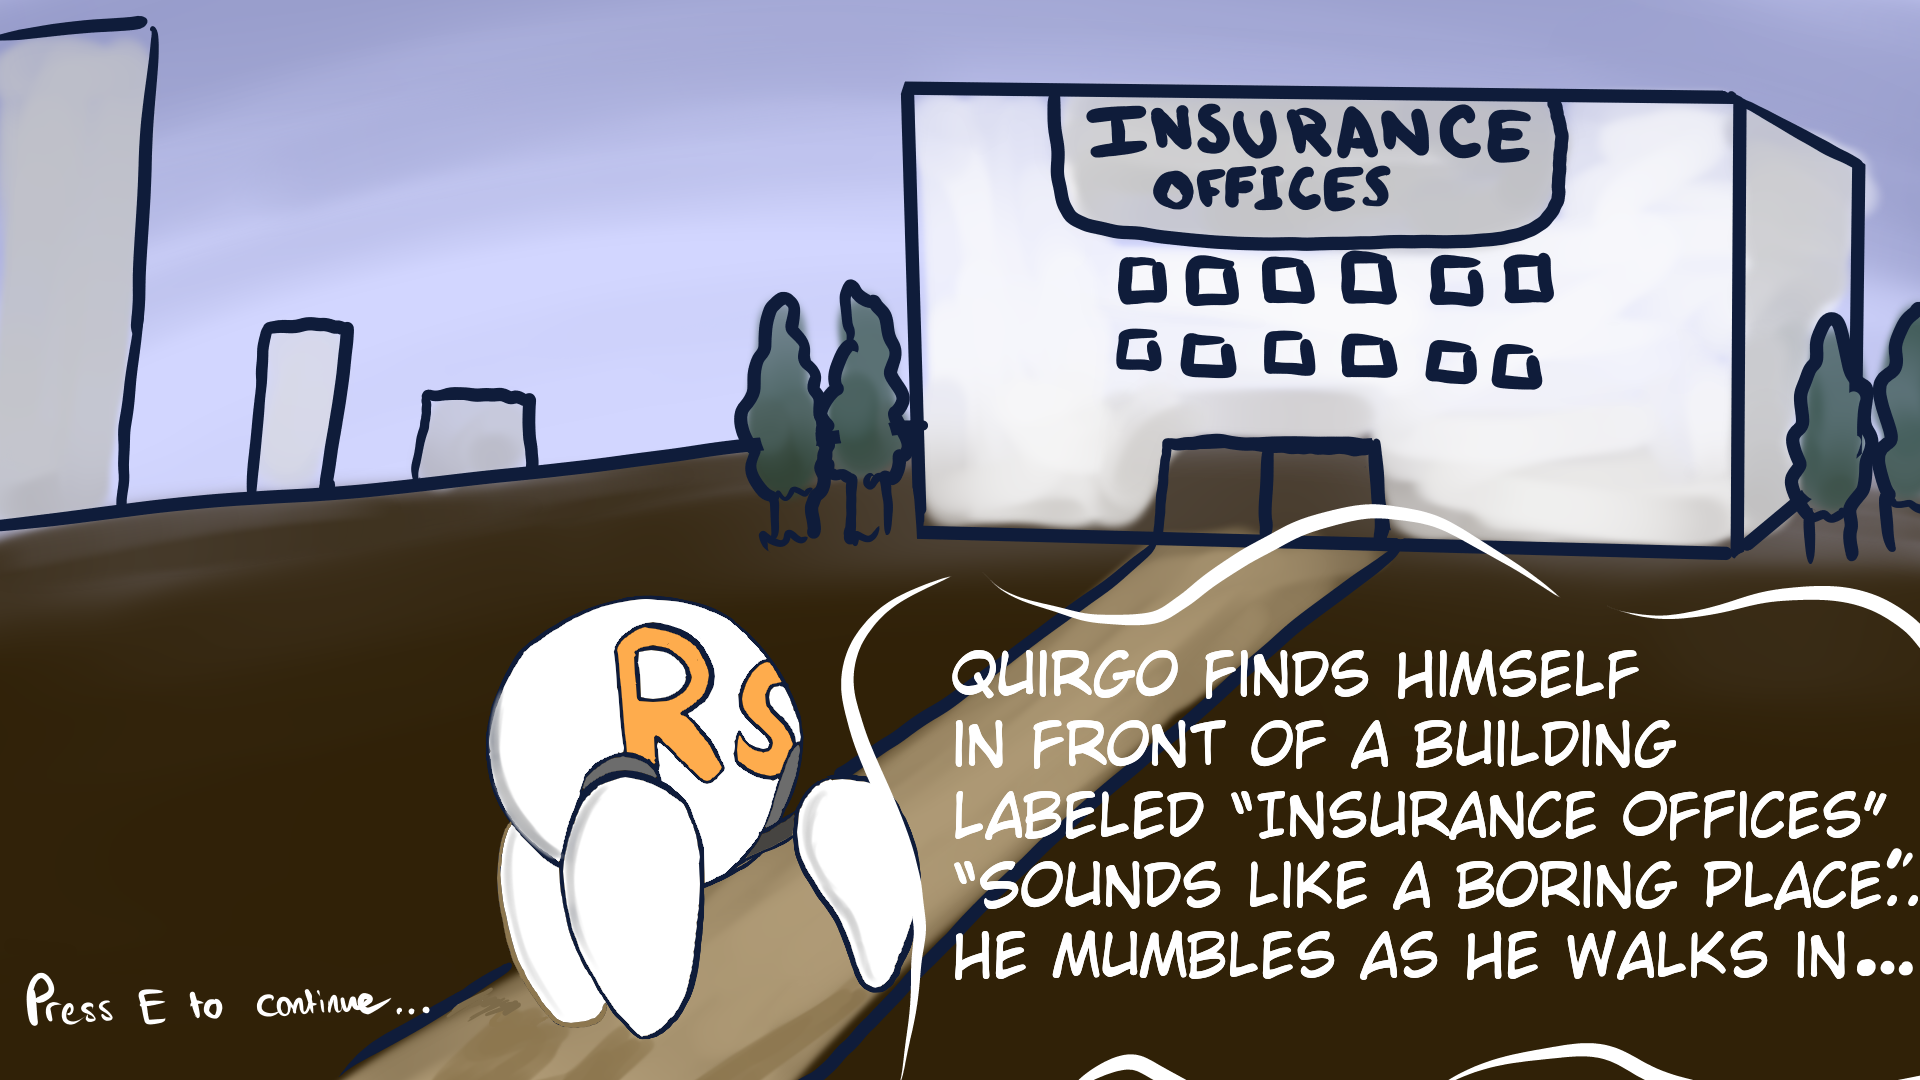 INSURANCE
OFFICES
RS
QUIRGO FINDS HIMSELF
IN FRONT OF A BUILDING
LABELED “INSURANCE OFFICES”
“SOUNDS LIKE A BORING PLACE”..
HE MUMBLES AS HE WALKS IN...
Press E to continue...